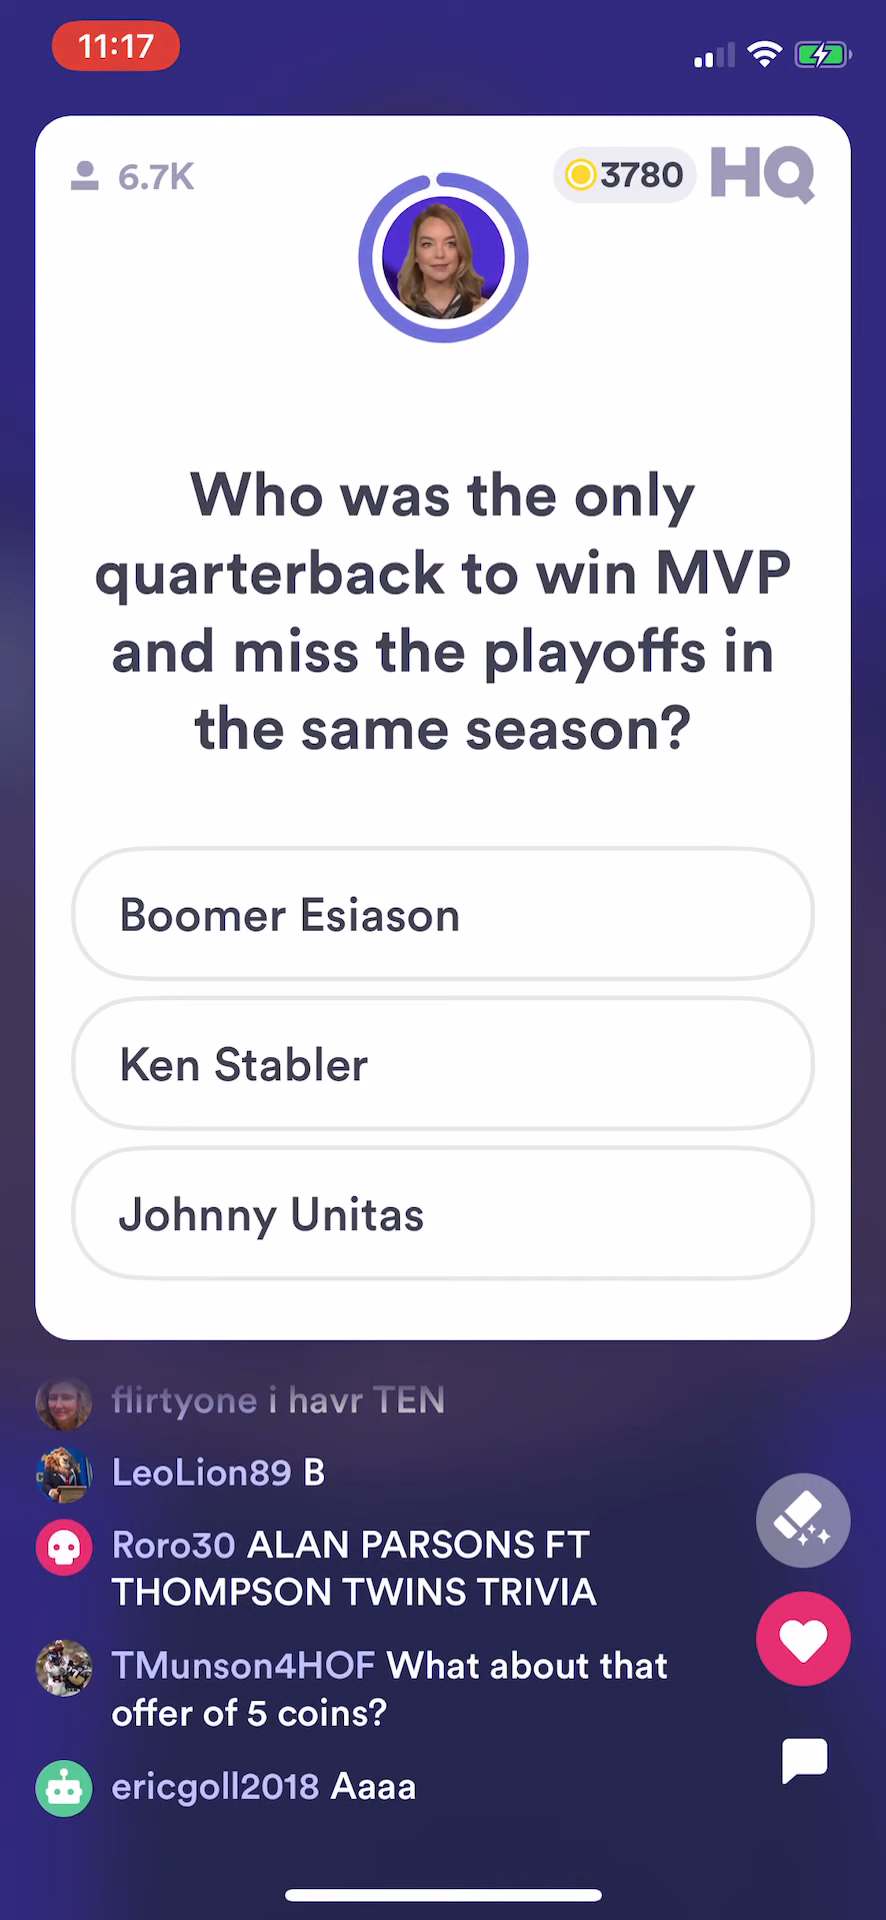 11:17
6.7K
3780 HQ
Who was the only
quarterback to win MVP
and miss the playoffs in
the same season?
Boomer Esiason
Ken Stabler
Johnny Unitas
flirtyone i havr TEN
LeoLion89 B
Roro30 ALAN PARSONS FT
THOMPSON TWINS TRIVIA
TMunson4HOF What about that
offer of 5 coins?
ericgoll2018 Aaaa